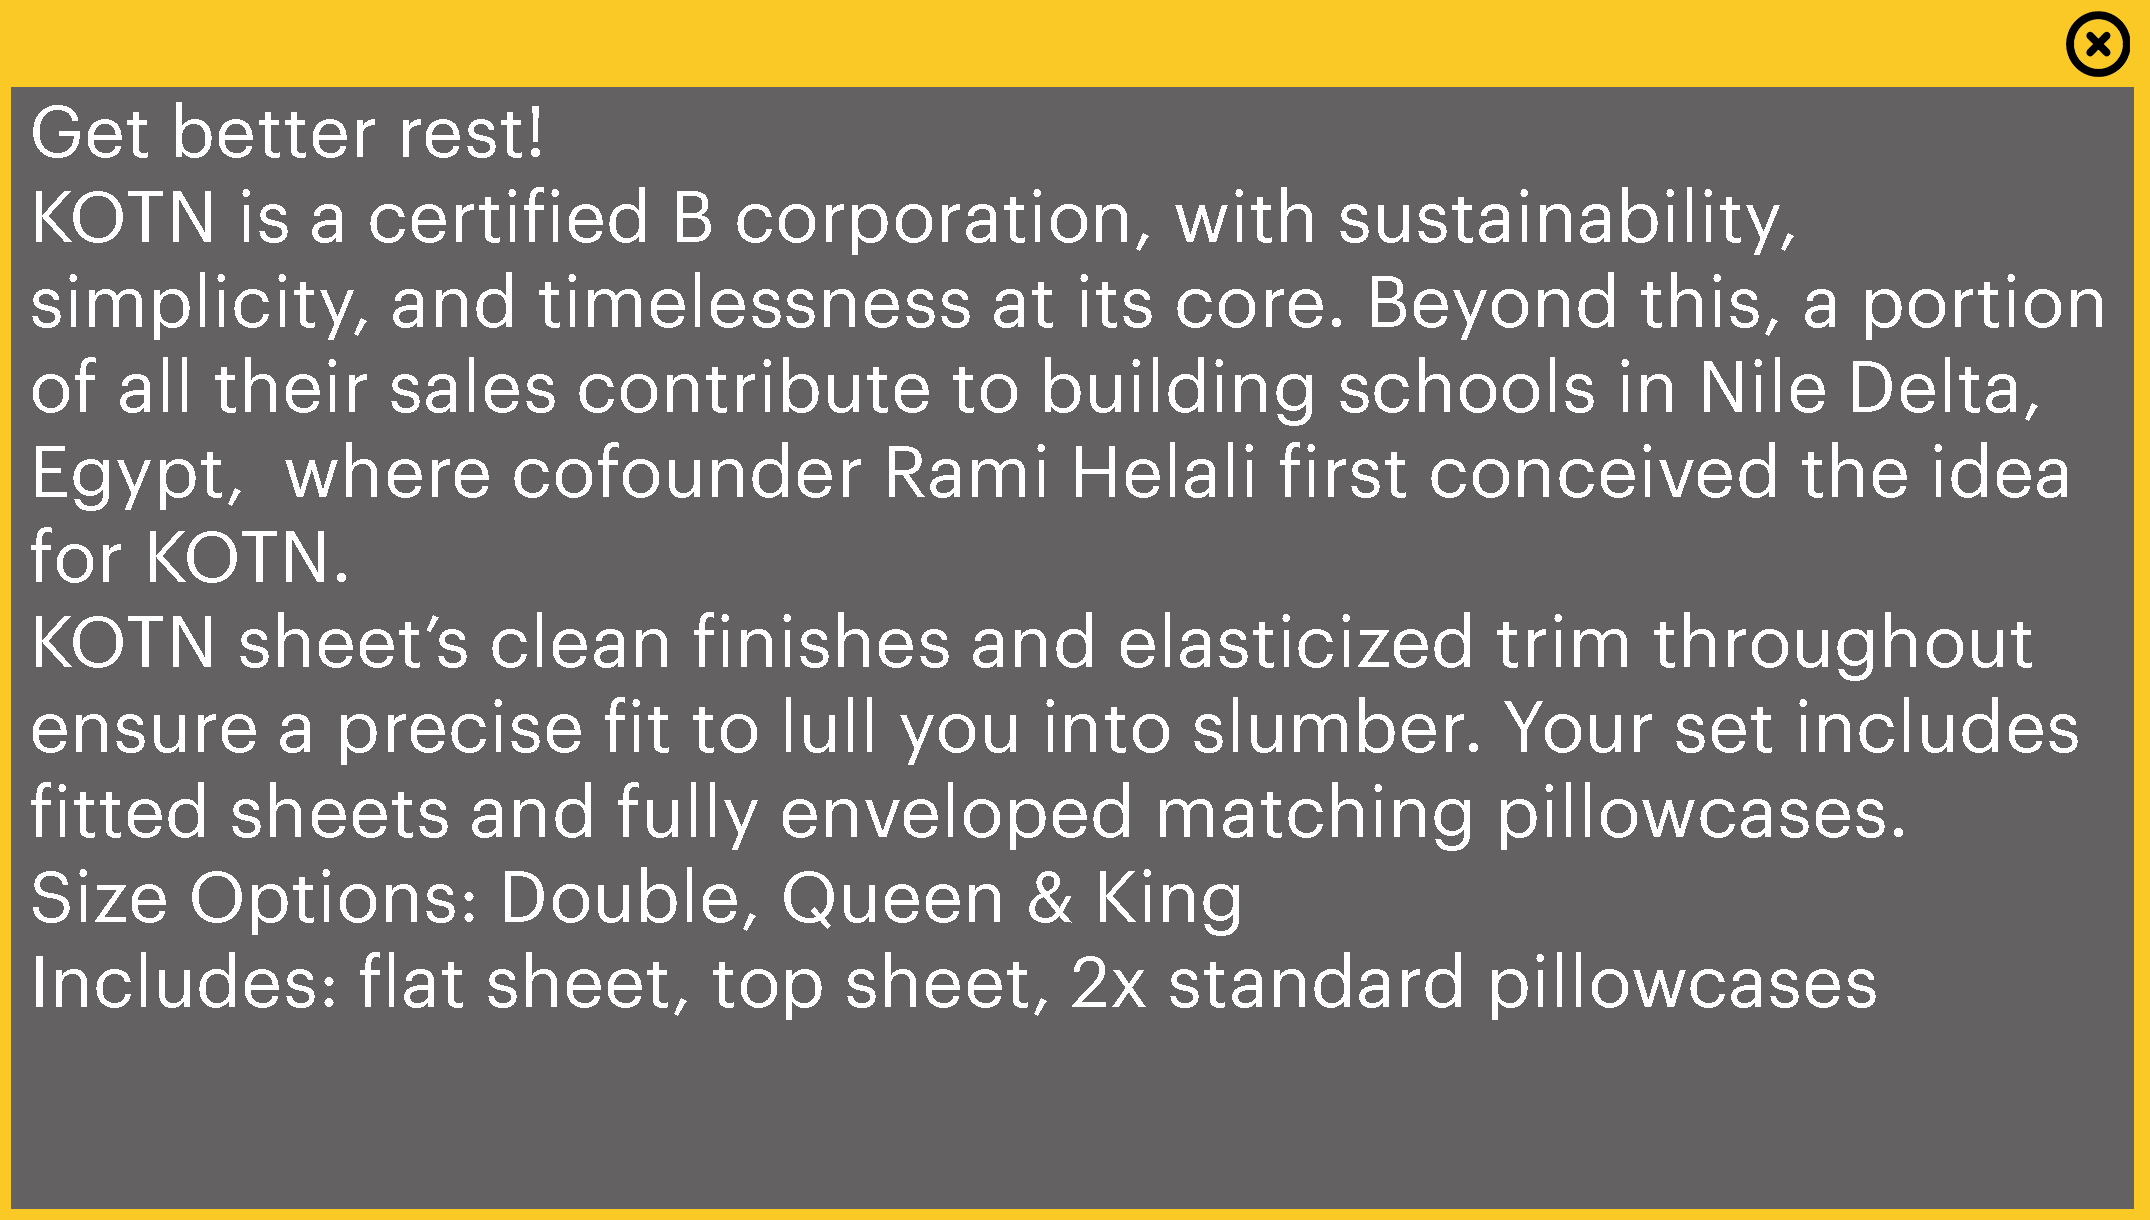 Get better rest!
KOTN is a certified B corporation, with sustainability,
simplicity, and timelessness at its core. Beyond this, a portion
of all their sales contribute to building schools in Nile Delta,
Egypt, where cofounder Rami Helali first conceived the idea
for KOTN.
KOTN sheet’s clean finishes and elasticized trim throughout
ensure a precise fit to lull you into slumber. Your set includes
fitted sheets and fully enveloped matching pillowcases.
Size Options: Double, Queen & King
Includes: flat sheet, top sheet, 2x standard pillowcases